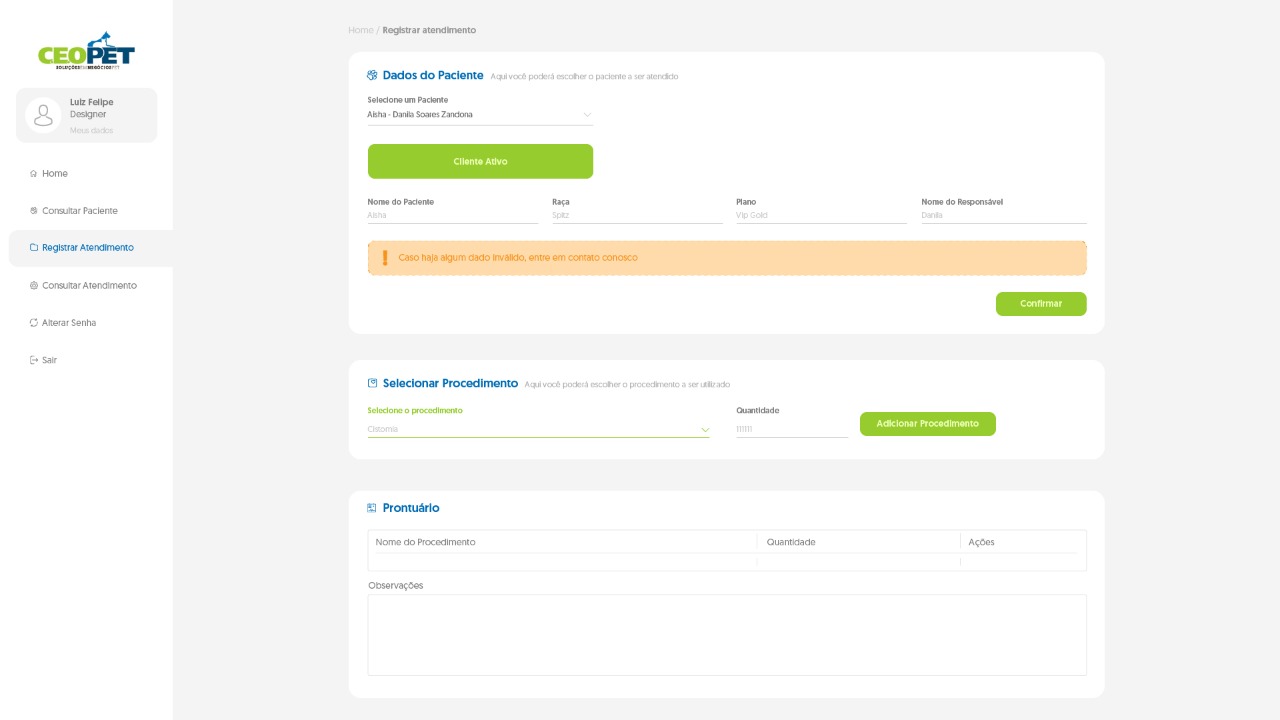 CEOPET
SOLUÇÕES EM NEGÓCIOS PET
Luiz Felipe
Designer
Meus dados
Home
Consultar Paciente
Registrar Atendimento
Consultar Atendimento
Alterar Senha
Sair
Home / Registrar atendimento
Dados do Paciente Aqui você poderá escolher o paciente a ser atendido
Selecione um Paciente
Aisha - Danila Soares Zandona
Cliente Ativo
Nome do Paciente Raça Plano Nome do Responsável
Aisha Spitz Vip Gold Danila
Caso haja algum dado inválido, entre em contato conosco
Confirmar
Selecionar Procedimento Aqui você poderá escolher o procedimento a ser utilizado
Selecione o procedimento Quantidade
Cistomia 111111 Adicionar Procedimento
Prontuário
Nome do Procedimento Quantidade Ações
Observações